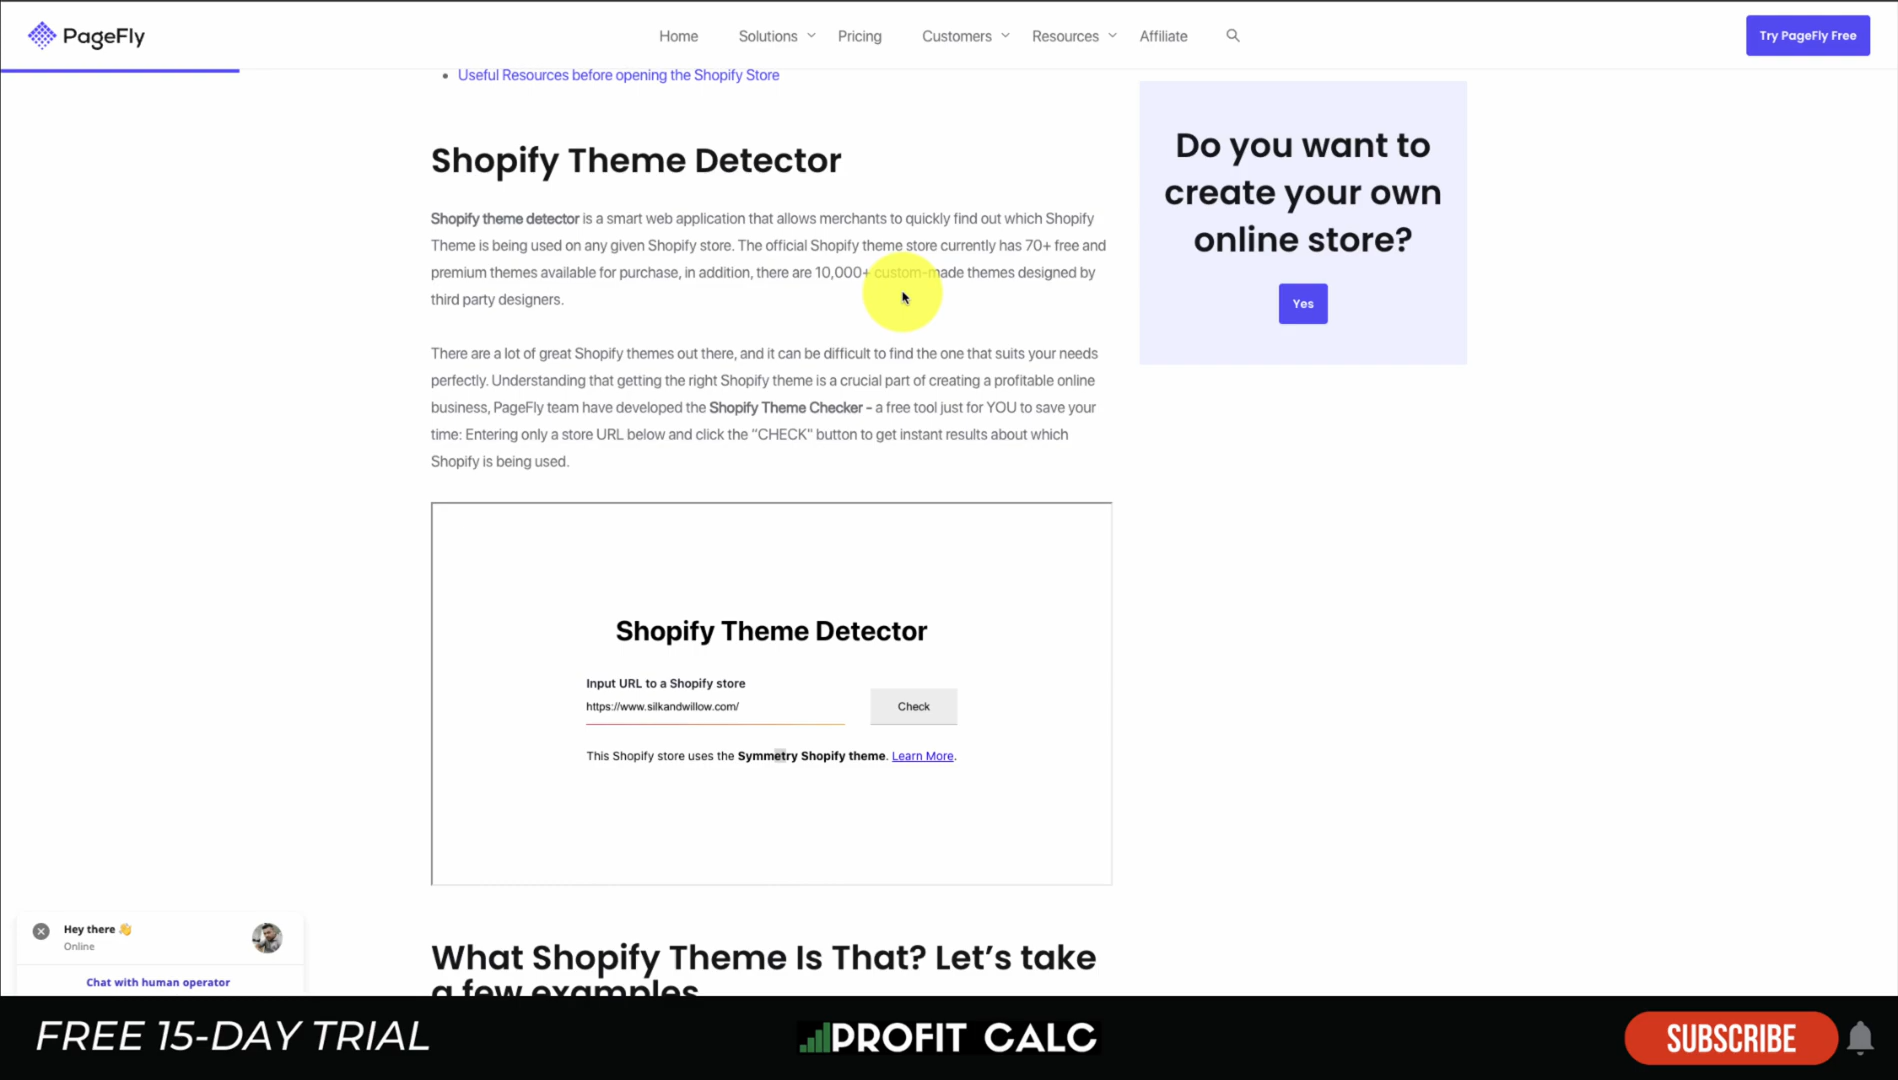 PageFly
Home
Solutions
Pricing
Customers
Resources
Affiliate
Try PageFly Free
• Useful Resources before opening the Shopify Store
Shopify Theme Detector
Shopify theme detector is a smart web application that allows merchants to quickly find out which Shopify
Theme is being used on any given Shopify store. The official Shopify theme store currently has 70+ free and
premium themes available for purchase, in addition, there are 10,000+ custom-made themes designed by
third party designers.
There are a lot of great Shopify themes out there, and it can be difficult to find the one that suits your needs
perfectly. Understanding that getting the right Shopify theme is a crucial part of creating a profitable online
business, PageFly team have developed the Shopify Theme Checker - a free tool just for YOU to save your
time: Entering only a store URL below and click the “CHECK” button to get instant results about which
Shopify is being used.
Do you want to
create your own
online store?
Yes
Shopify Theme Detector
Input URL to a Shopify store
https://www.silkandwillow.com/
Check
This Shopify store uses the Symmetry Shopify theme. Learn More.
What Shopify Theme Is That? Let’s take
a few examples
Hey there 👋
Online
Chat with human operator
FREE 15-DAY TRIAL
PROFIT CALC
SUBSCRIBE